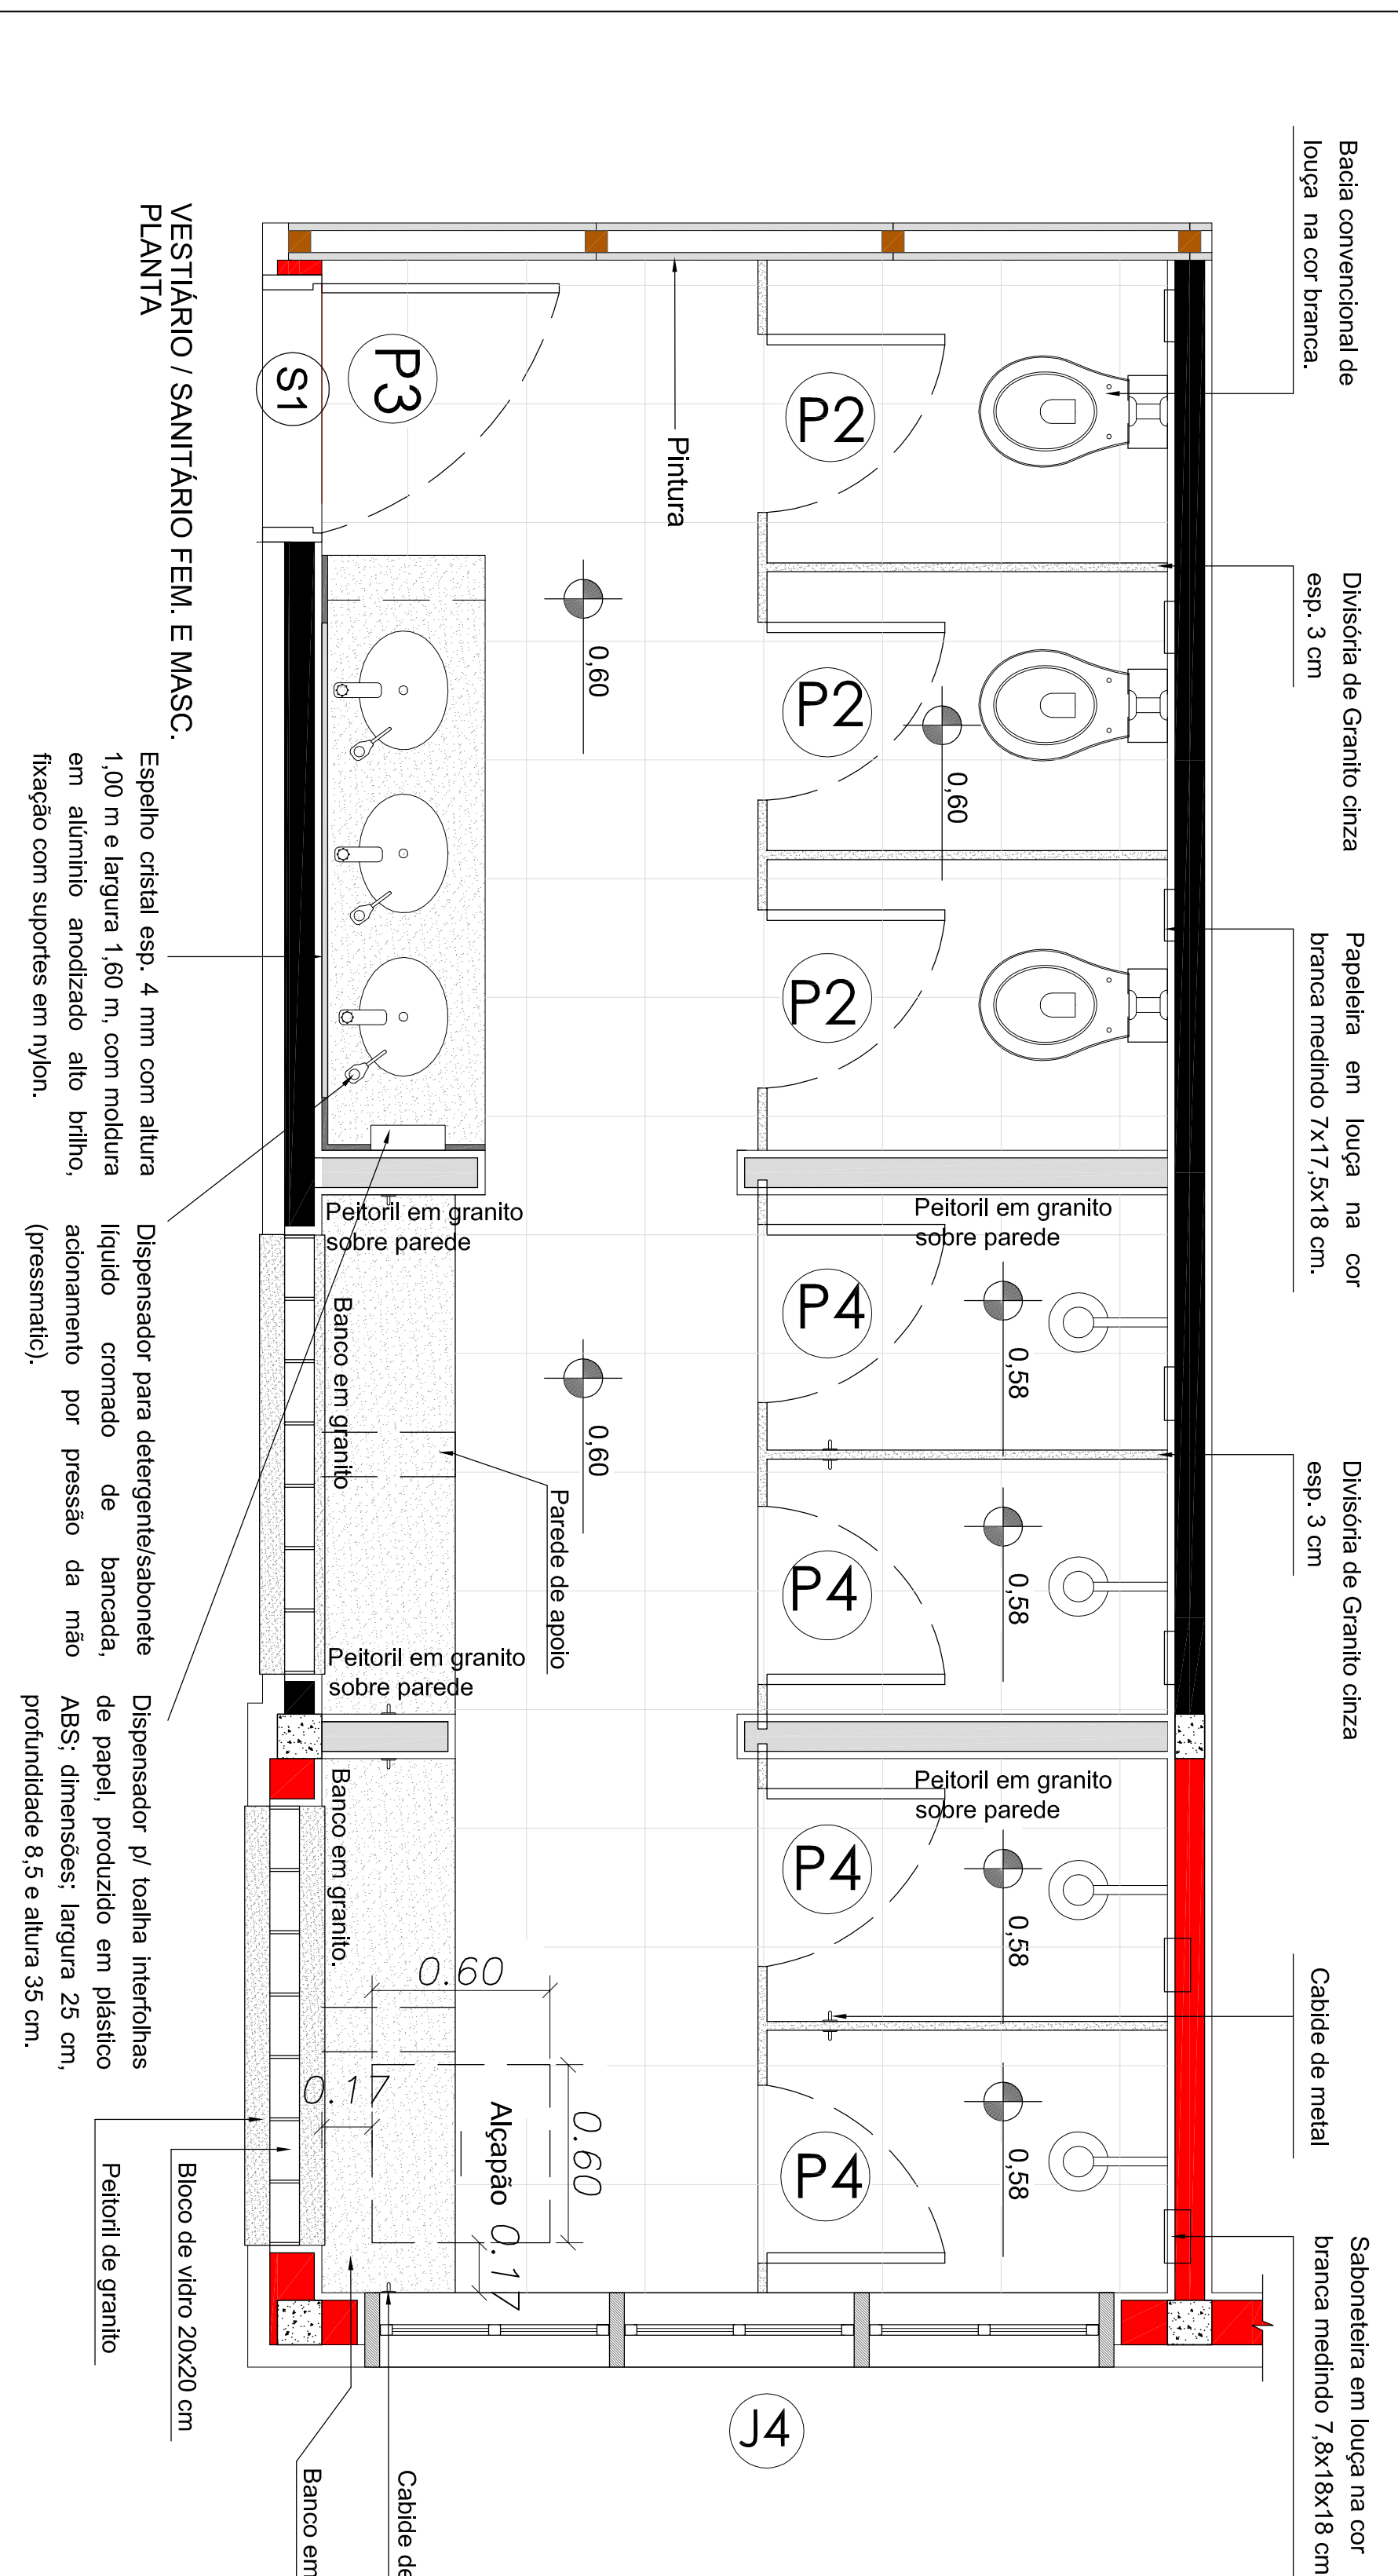 Bacia convencional de
louça na cor branca.
Divisória de Granito cinza
esp. 3 cm
Papeleira em louça na cor
branca medindo 7x17,5x18 cm.
Divisória de Granito cinza
esp. 3 cm
Cabide de metal
Saboneteira em louça na cor
branca medindo 7,8x18x18 cm
P2
P2
P2
0,60
Peitoril em granito
sobre parede
P4
0,58
P4
0,58
Peitoril em granito
sobre parede
P4
0,58
P4
0,58
Pintura
0,60
0,60
P3
S1
Peitoril em granito
sobre parede
Banco em granito
Parede de apoio
Peitoril em granito
sobre parede
Banco em granito.
0.60
0.60
Alçapão
0.17
0.17
J4
VESTIÁRIO / SANITÁRIO FEM. E MASC.
PLANTA
Espelho cristal esp. 4 mm com altura
1,00 m e largura 1,60 m, com moldura
em alúminio anodizado alto brilho,
fixação com suportes em nylon.
Dispensador para detergente/sabonete
líquido cromado de bancada,
acionamento por pressão da mão
(pressmatic).
Dispensador p/ toalha interfolhas
de papel, produzido em plástico
ABS; dimensões; largura 25 cm,
profundidade 8,5 e altura 35 cm.
Peitoril de granito
Bloco de vidro 20x20 cm
Banco em
Cabide de